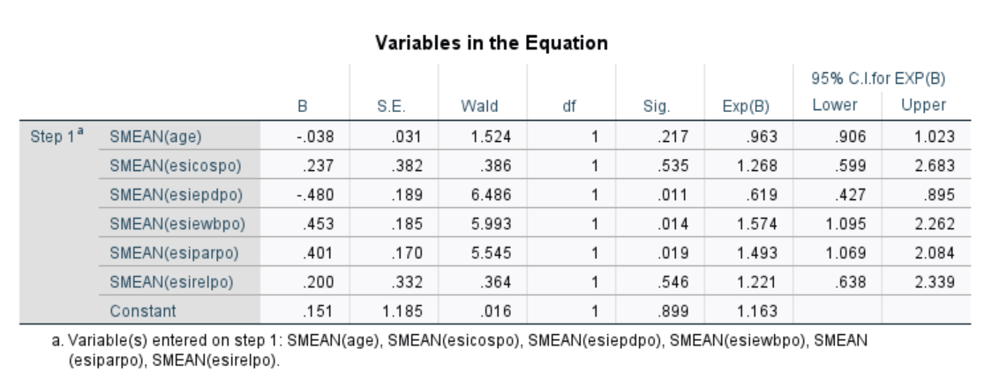 Variables in the Equation
95% C.I.for EXP(B)
B S.E. Wald df Sig. Exp(B) Lower Upper
Step 1a SMEAN(age) -.038 .031 1.524 1 .217 .963 .906 1.023
SMEAN(esicospo) .237 .382 .386 1 .535 1.268 .599 2.683
SMEAN(esiepdpo) -.480 .189 6.486 1 .011 .619 .427 .895
SMEAN(esiewbpo) .453 .185 5.993 1 .014 1.574 1.095 2.262
SMEAN(esiparpo) .401 .170 5.545 1 .019 1.493 1.069 2.084
SMEAN(esirelpo) .200 .332 .364 1 .546 1.221 .638 2.339
Constant .151 1.185 .016 1 .899 1.163
a. Variable(s) entered on step 1: SMEAN(age), SMEAN(esicospo), SMEAN(esiepdpo), SMEAN(esiewbpo), SMEAN
(esiparpo), SMEAN(esirelpo).